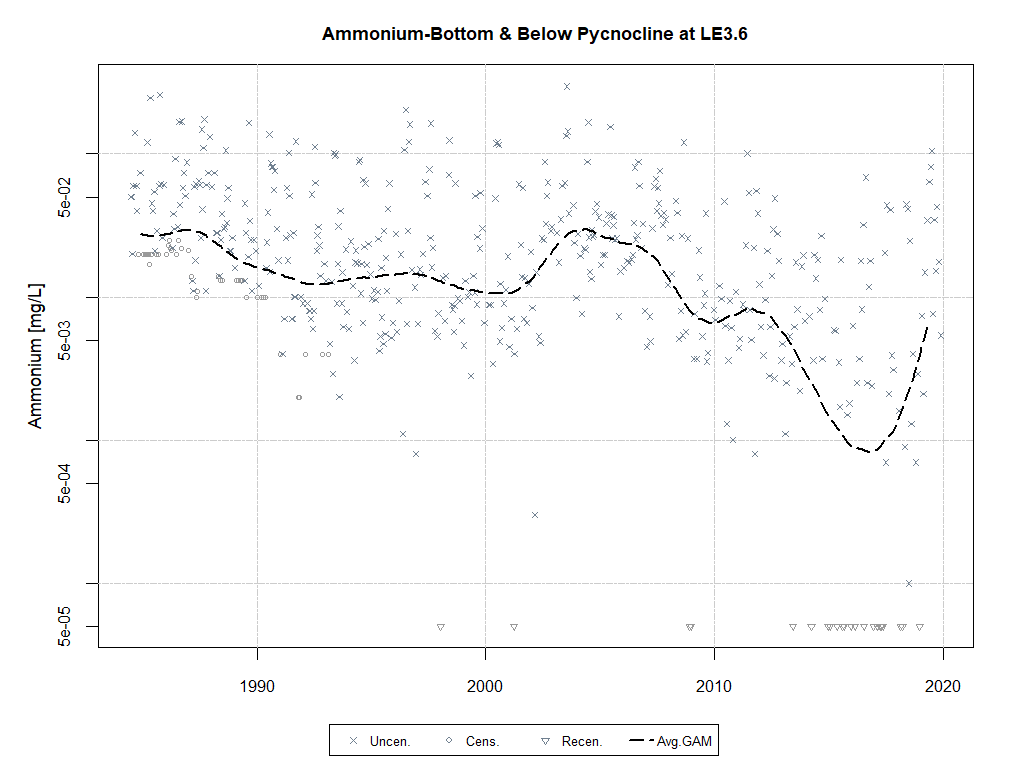 Ammonium-Bottom & Below Pycnocline at LE3.6
Ammonium [mg/L]
5e-02
5e-03
5e-04
5e-05
1990 2000 2010 2020
Uncen. Cens. Recen. Avg.GAM